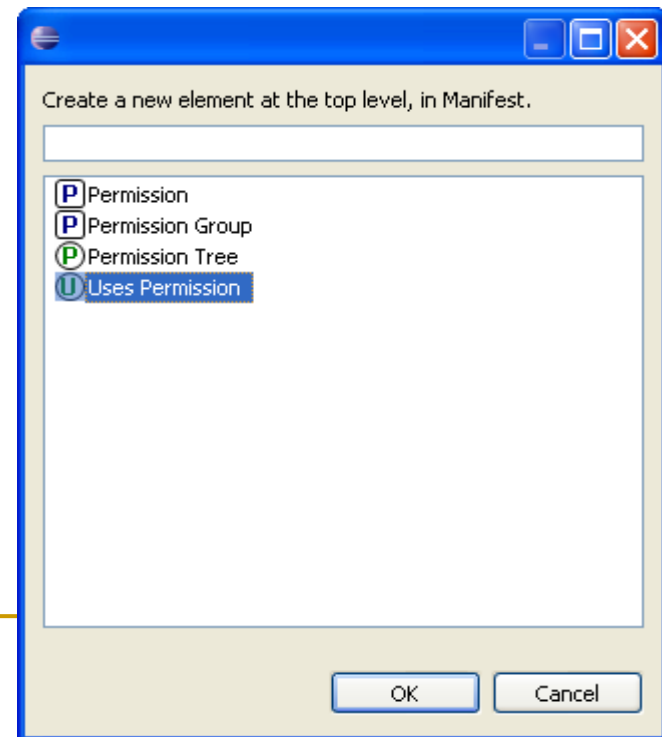 Create a new element at the top level, in Manifest.
P Permission
P Permission Group
P Permission Tree
U Uses Permission
OK Cancel